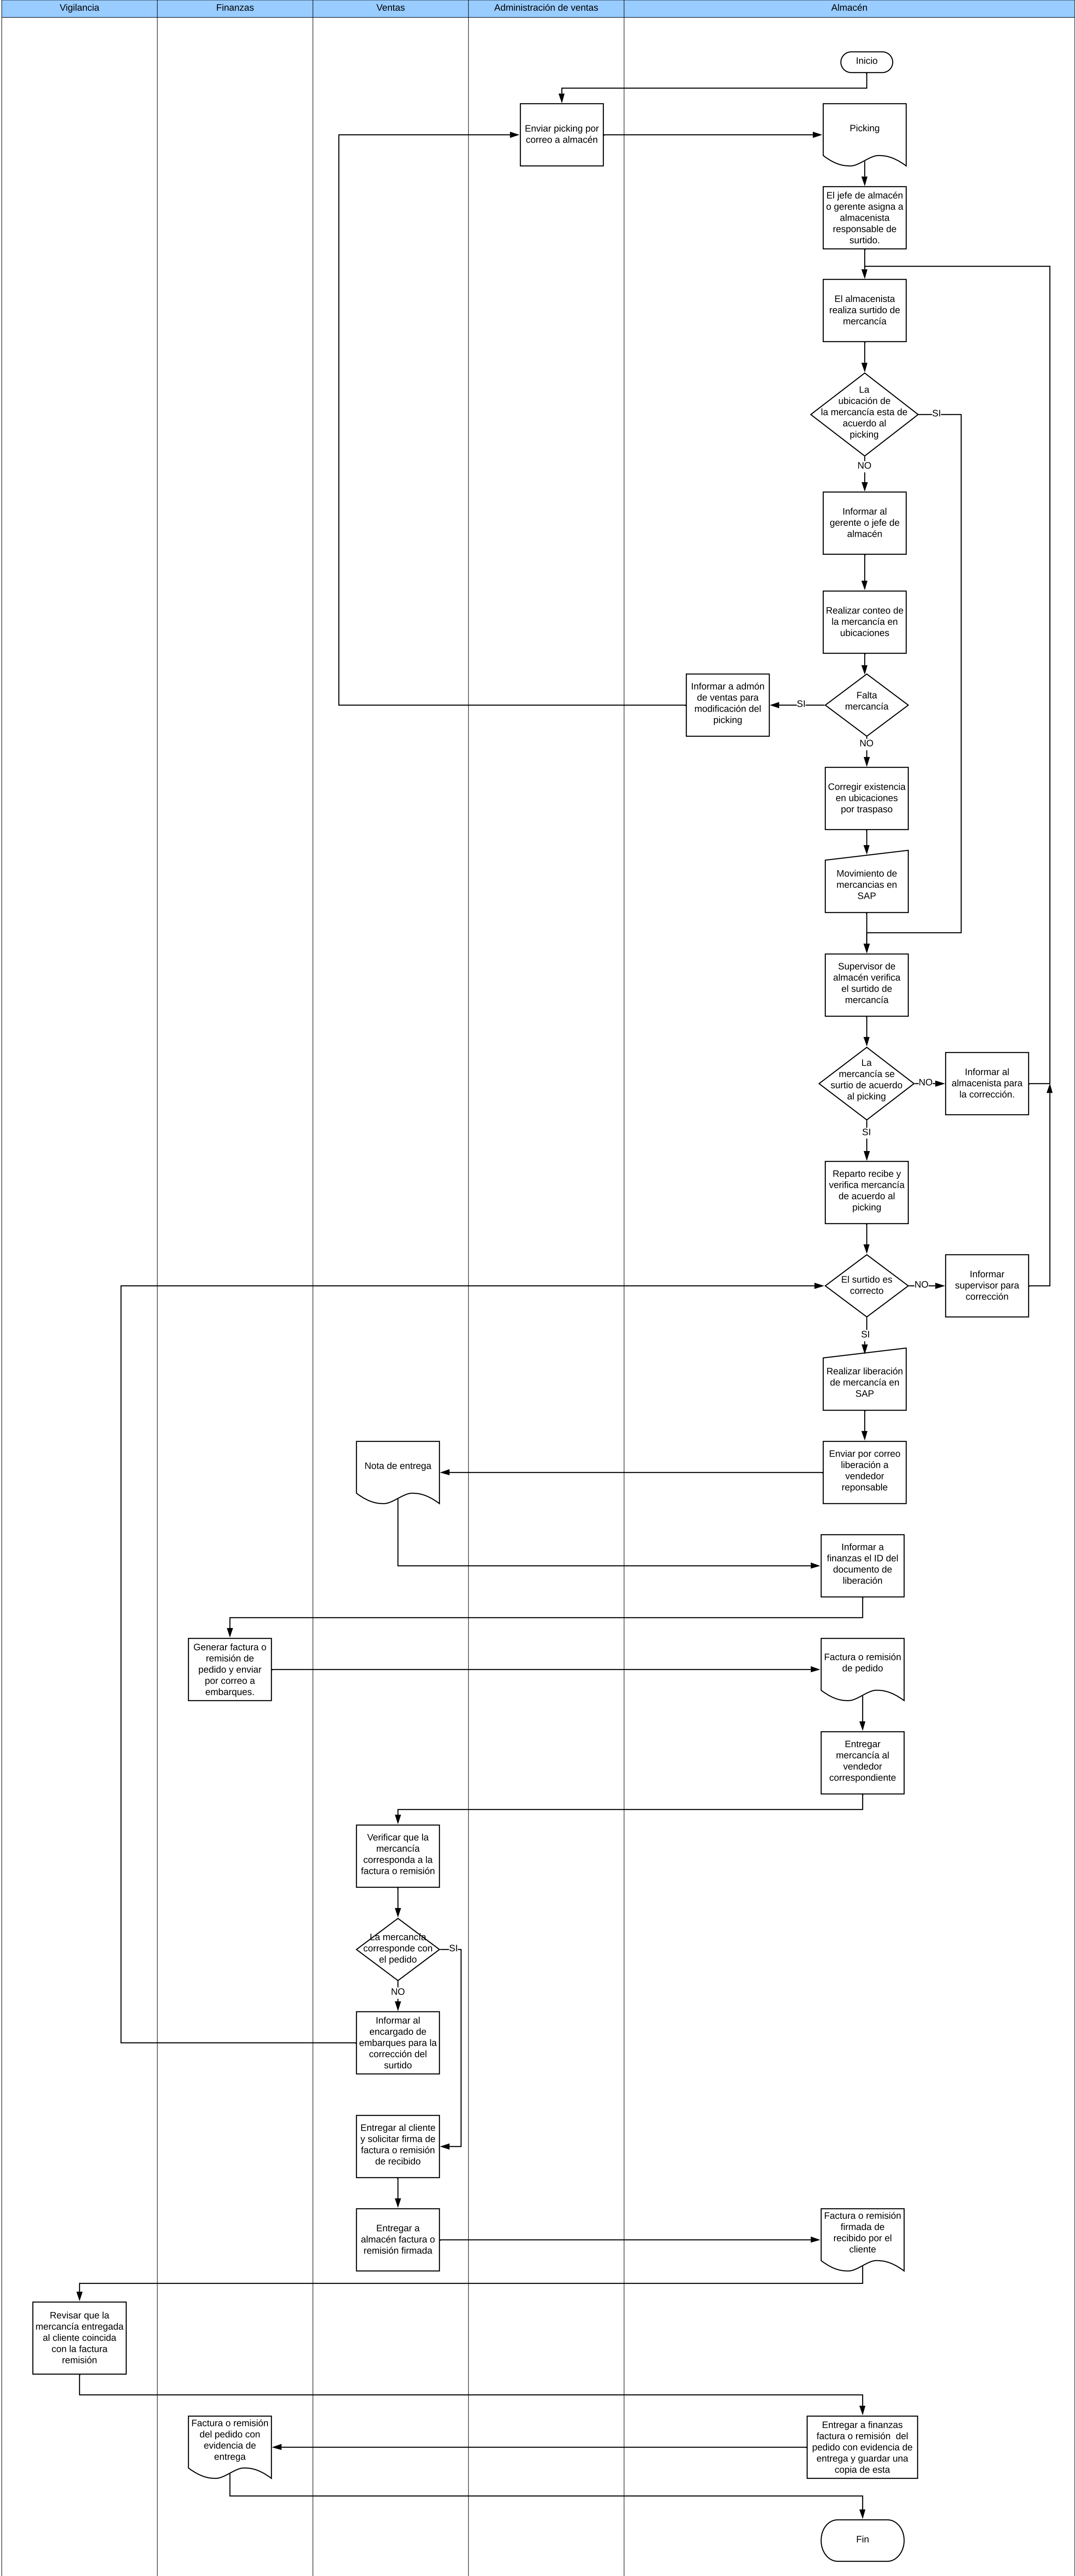 Vigilancia
Finanzas
Ventas
Administración de ventas
Almacén
Inicio
Enviar picking por
correo a almacén
Picking
El jefe de almacén
o gerente asigna a
almacenista
responsable de
surtido.
El almacenista
realiza surtido de
mercancía
La
ubicación de
la mercancía esta de
acuerdo al
picking
SI
NO
Informar al
gerente o jefe de
almacén
Realizar conteo de
la mercancía en
ubicaciones
Informar a admón
de ventas para
modificación del
picking
SI
Falta
mercancía
NO
Corregir existencia
en ubicaciones
por traspaso
Movimiento de
mercancias en
SAP
Supervisor de
almacén verifica
el surtido de
mercancía
La
mercancía se
surtio de acuerdo
al picking
NO
Informar al
almacenista para
la corrección.
SI
Reparto recibe y
verifica mercancía
de acuerdo al
picking
El surtido es
correcto
NO
Informar
supervisor para
corrección
SI
Realizar liberación
de mercancía en
SAP
Nota de entrega
Enviar por correo
liberación a
vendedor
reponsable
Informar a
finanzas el ID del
documento de
liberación
Generar factura o
remisión de
pedido y enviar
por correo a
embarques.
Factura o remisión
de pedido
Entregar
mercancía al
vendedor
correspondiente
Verificar que la
mercancía
corresponda a la
factura o remisión
La mercancía
corresponde con
el pedido
SI
NO
Informar al
encargado de
embarques para la
corrección del
surtido
Entregar al cliente
y solicitar firma de
factura o remisión
de recibido
Entregar a
almacén factura o
remisión firmada
Factura o remisión
firmada de
recibido por el
cliente
Revisar que la
mercancía entregada
al cliente coincida
con la factura
remisión
Factura o remisión
del pedido con
evidencia de
entrega
Entregar a finanzas
factura o remisión  del
pedido con evidencia de
entrega y guardar una
copia de esta
Fin